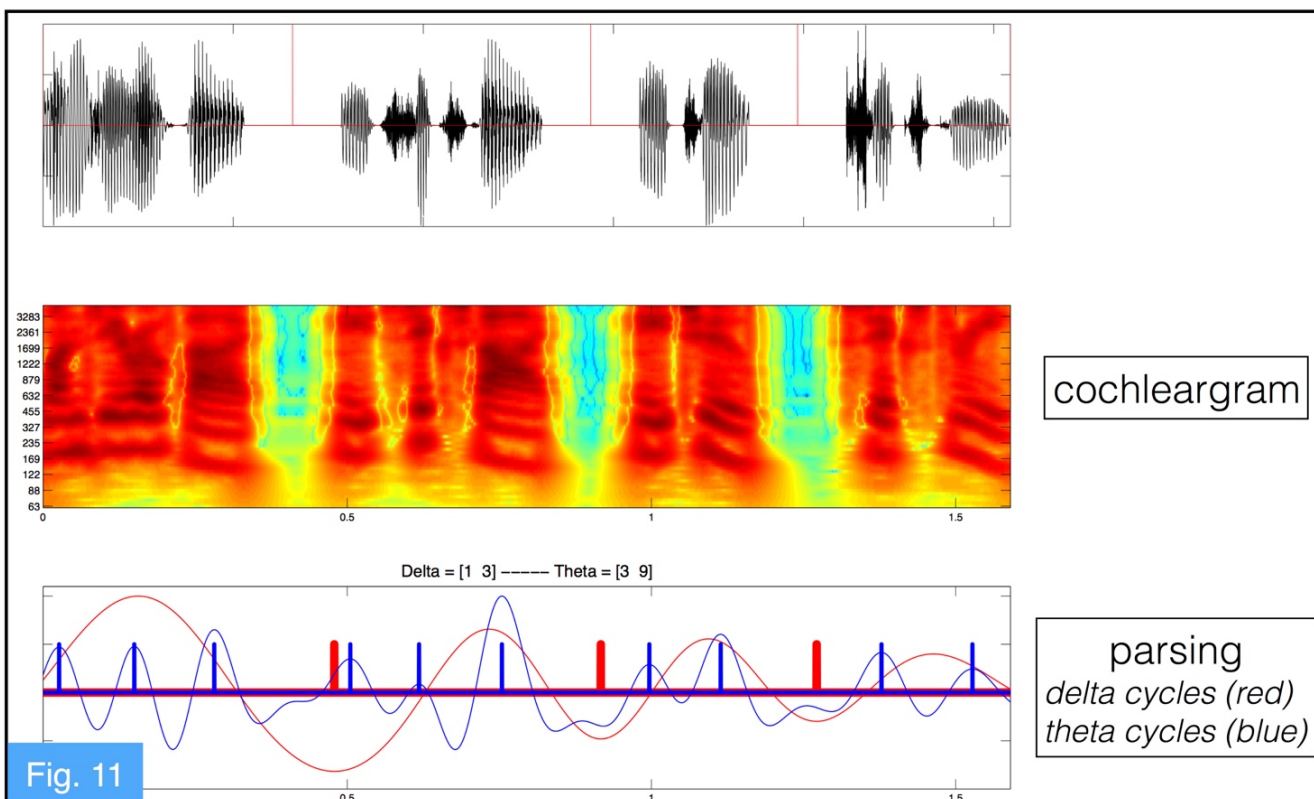 3283
2361
1699
1222
879
632
455
327
235
169
122
88
63
0 0.5 1 1.5
cochleargram
Delta = [1 3] ––––– Theta = [3 9]
parsing
delta cycles (red)
theta cycles (blue)
0.5 1 1.5
Fig. 11